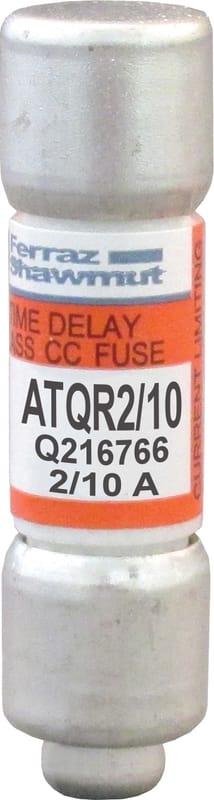 Ferraz
Shawmut
TIME DELAY
CLASS CC FUSE
ATQR2/10
Q216766
2/10 A
CURRENT LIMITING